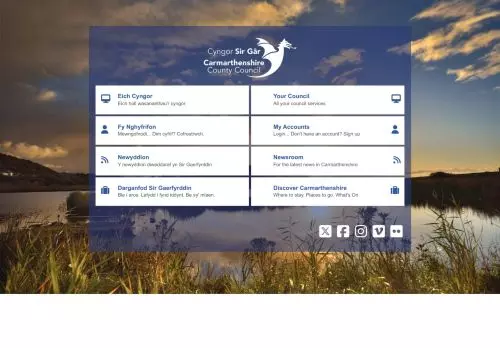 Cyngor Sir Gâr
Carmarthenshire
County Council
Eich Cyngor
Eich holl wasanaethau'r cyngor.
Your Council
All your council services
Fy Nghyfrifon
Mewngofnodi... Dim cyfrif? Cofrestrwch.
My Accounts
Login... Don't have an account? Sign up
Newyddion
Y newyddion diweddaraf yn Sir Gaerfyrddin
Newsroom
For the latest news in Carmarthenshire
Darganfod Sir Gaerfyrddin
Ble i aros. Lefydd i fynd iddynt. Be sy' mlaen.
Discover Carmarthenshire
Where to stay. Places to go. What's On.